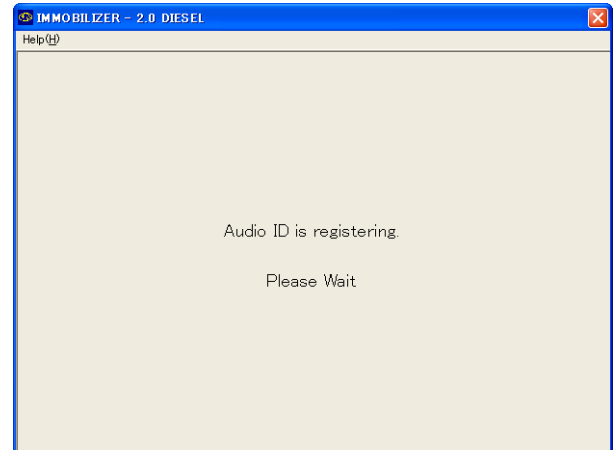 IMMOBILIZER - 2.0 DIESEL
Help(H)
Audio ID is registering.
Please Wait